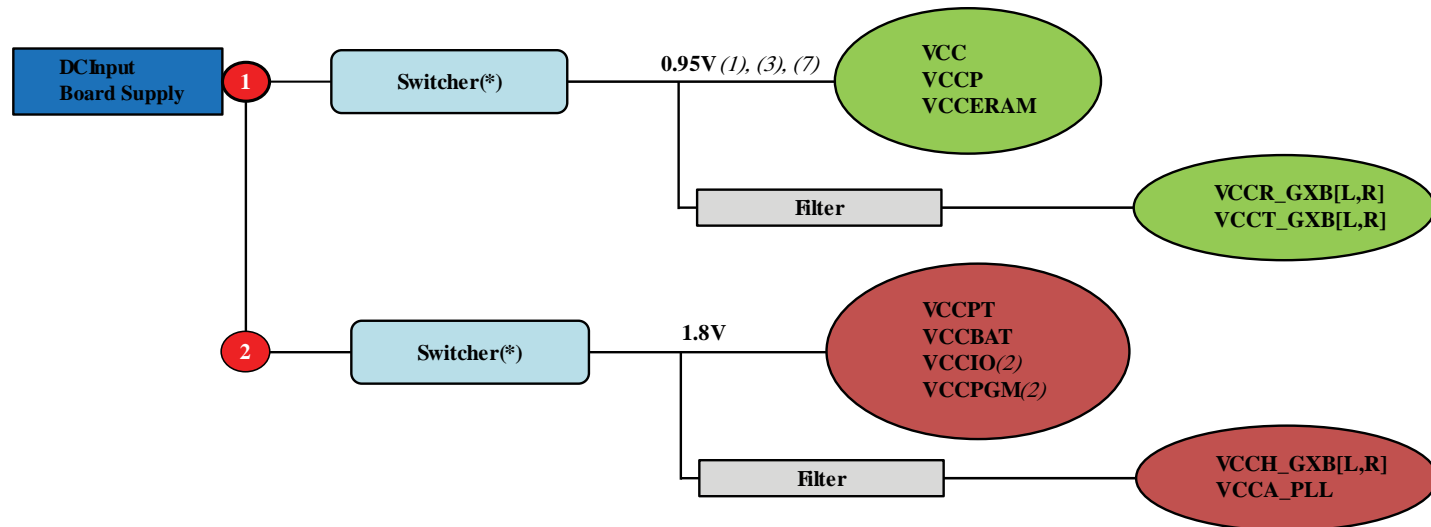 DCInput
Board Supply
1
Switcher(*)
0.95V (1), (3), (7)
VCC
VCCP
VCCERAM
Filter
VCCR_GXB[L,R]
VCCT_GXB[L,R]
2
Switcher(*)
1.8V
VCCPT
VCCBAT
VCCIO(2)
VCCPGM(2)
Filter
VCCH_GXB[L,R]
VCCA_PLL